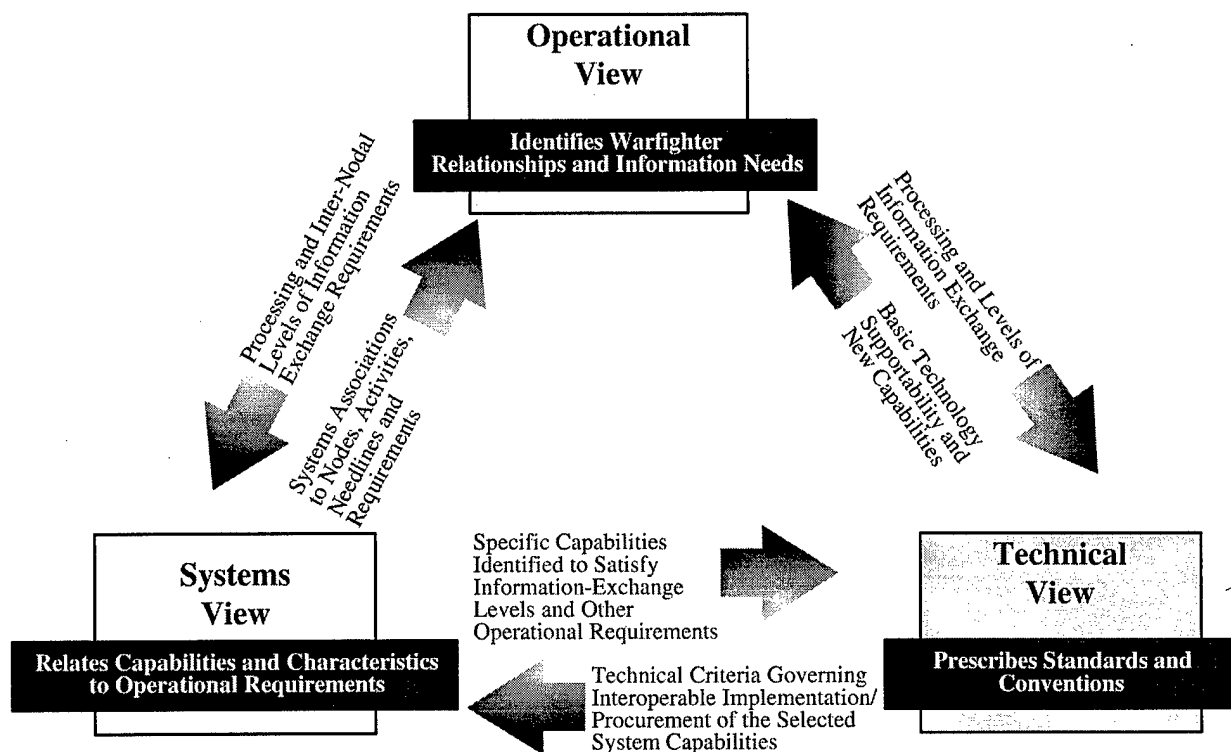 Operational
View
Identifies Warfighter
Relationships and Information Needs
Processing and Inter-Nodal
Levels of Information
Exchange Requirements
Systems Associations
to Nodes, Activities,
Needlines and
Requirements
Processing and Levels of
Information Exchange
Requirements
Basic Technology
Supportability and
New Capabilities
Systems
View
Relates Capabilities and Characteristics
to Operational Requirements
Specific Capabilities
Identified to Satisfy
Information-Exchange
Levels and Other
Operational Requirements
Technical Criteria Governing
Interoperable Implementation/
Procurement of the Selected
System Capabilities
Technical
View
Prescribes Standards and
Conventions